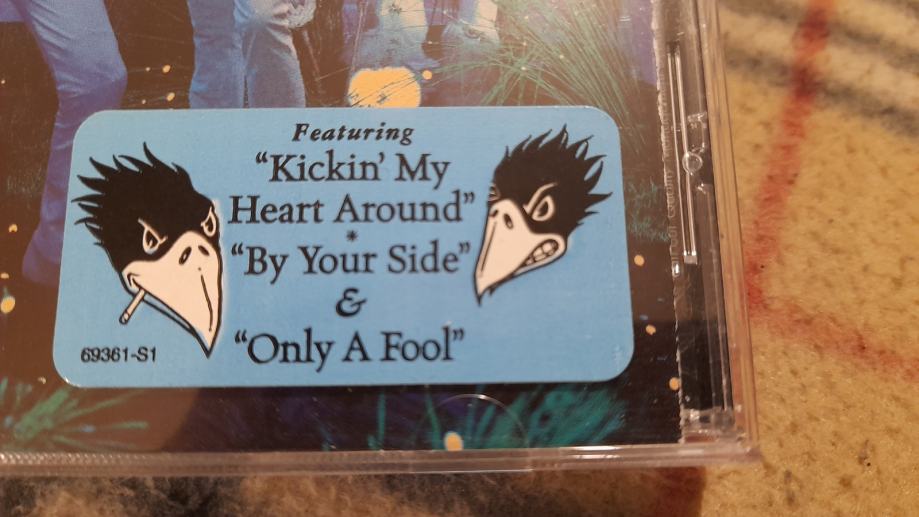 Featuring
“Kickin’ My
Heart Around”
*
“By Your Side”
&
“Only A Fool”
69361-S1